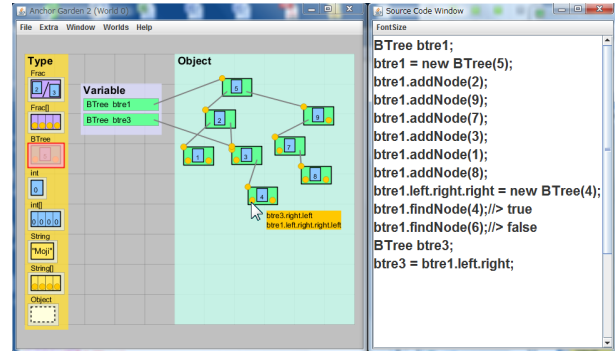 Anchor Garden 2 (World 0)
File Extra Window Worlds Help
Type
Frac
2/3
Frac[]
BTree
3
int
0
int[]
0 0 0 0
String
"Moji"
String[]
Object
Variable
BTree btre1
BTree btre3
Object
5
2
9
1
3
7
8
4
btre3.right.left
btre1.left.right.right.left
Source Code Window
FontSize
BTree btre1;
btre1 = new BTree(5);
btre1.addNode(2);
btre1.addNode(9);
btre1.addNode(7);
btre1.addNode(3);
btre1.addNode(1);
btre1.addNode(8);
btre1.left.right.right = new BTree(4);
btre1.findNode(4);//> true
btre1.findNode(6);//> false
BTree btre3;
btre3 = btre1.left.right;